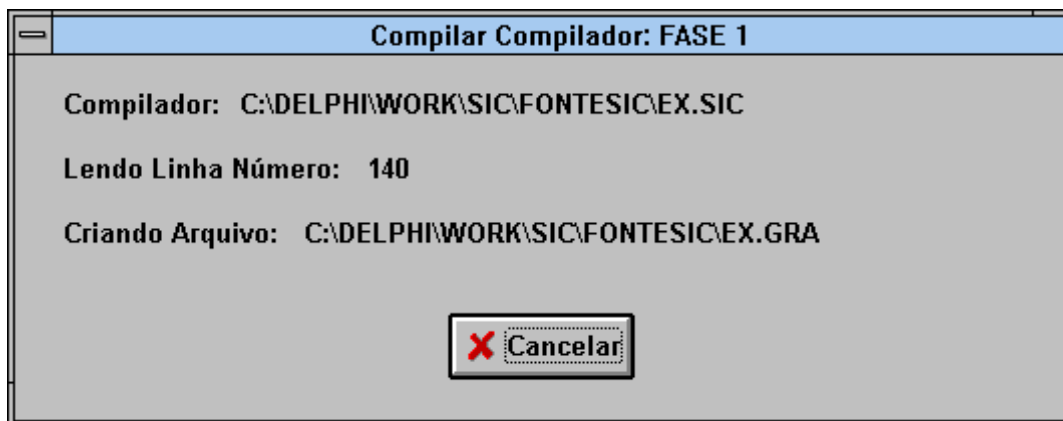 Compilar Compilador: FASE 1
Compilador: C:\DELPHI\WORK\SIC\FONTESIC\EX.SIC
Lendo Linha Número: 140
Criando Arquivo: C:\DELPHI\WORK\SIC\FONTESIC\EX.GRA
Cancelar